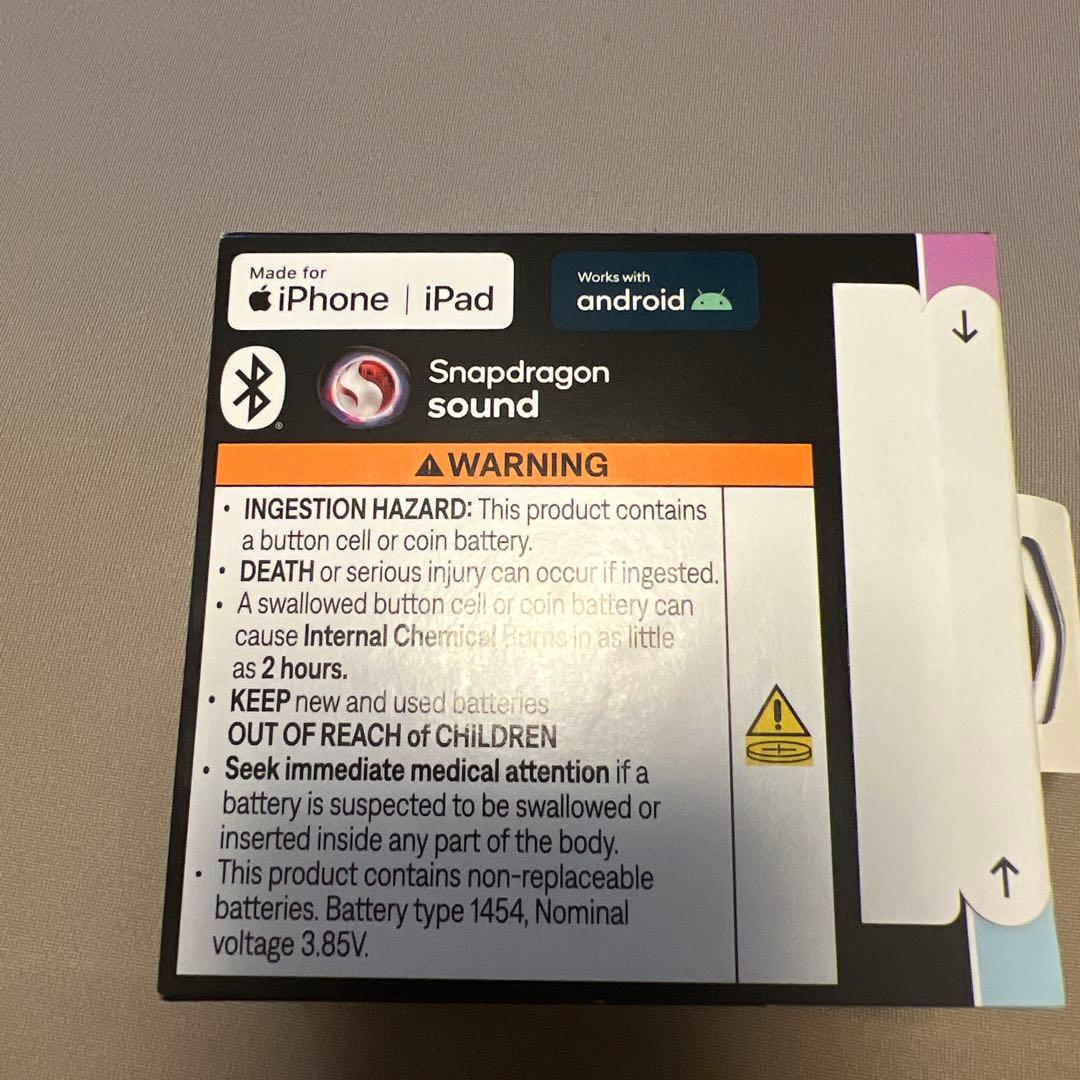 Made for
iPhone | iPad
Works with
android
Snapdragon
sound
®
WARNING
• INGESTION HAZARD: This product contains
a button cell or coin battery.
• DEATH or serious injury can occur if ingested.
• A swallowed button cell or coin battery can
cause Internal Chemical Burns in as little
as 2 hours.
• KEEP new and used batteries
OUT OF REACH of CHILDREN
• Seek immediate medical attention if a
battery is suspected to be swallowed or
inserted inside any part of the body.
• This product contains non-replaceable
batteries. Battery type 1454, Nominal
voltage 3.85V.